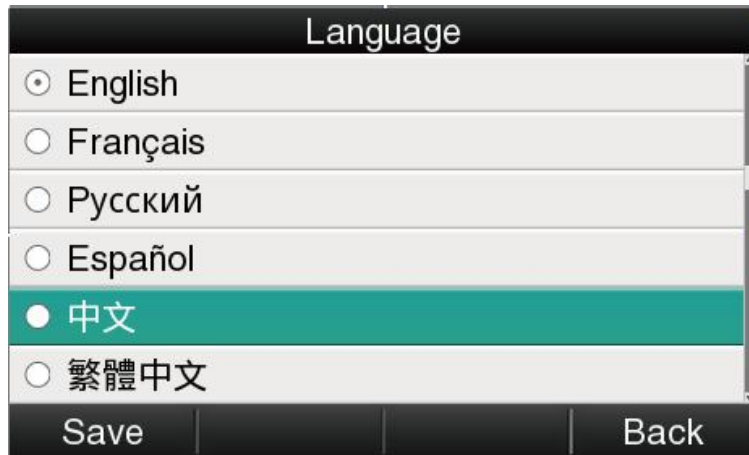 Language
English
Français
Русский
Español
中文
繁體中文
Save Back